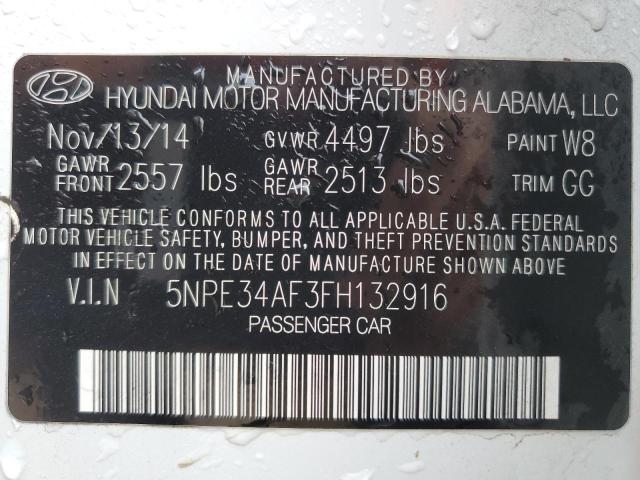 MANUFACTURED BY
HYUNDAI MOTOR MANUFACTURING ALABAMA, LLC
Nov/13/14 GVWR 4497 lbs PAINT W8
GAWR FRONT 2557 lbs GAWR REAR 2513 lbs TRIM GG
THIS VEHICLE CONFORMS TO ALL APPLICABLE U.S.A. FEDERAL
MOTOR VEHICLE SAFETY, BUMPER, AND THEFT PREVENTION STANDARDS
IN EFFECT ON THE DATE OF MANUFACTURE SHOWN ABOVE.
V.I.N 5NPE34AF3FH132916
PASSENGER CAR